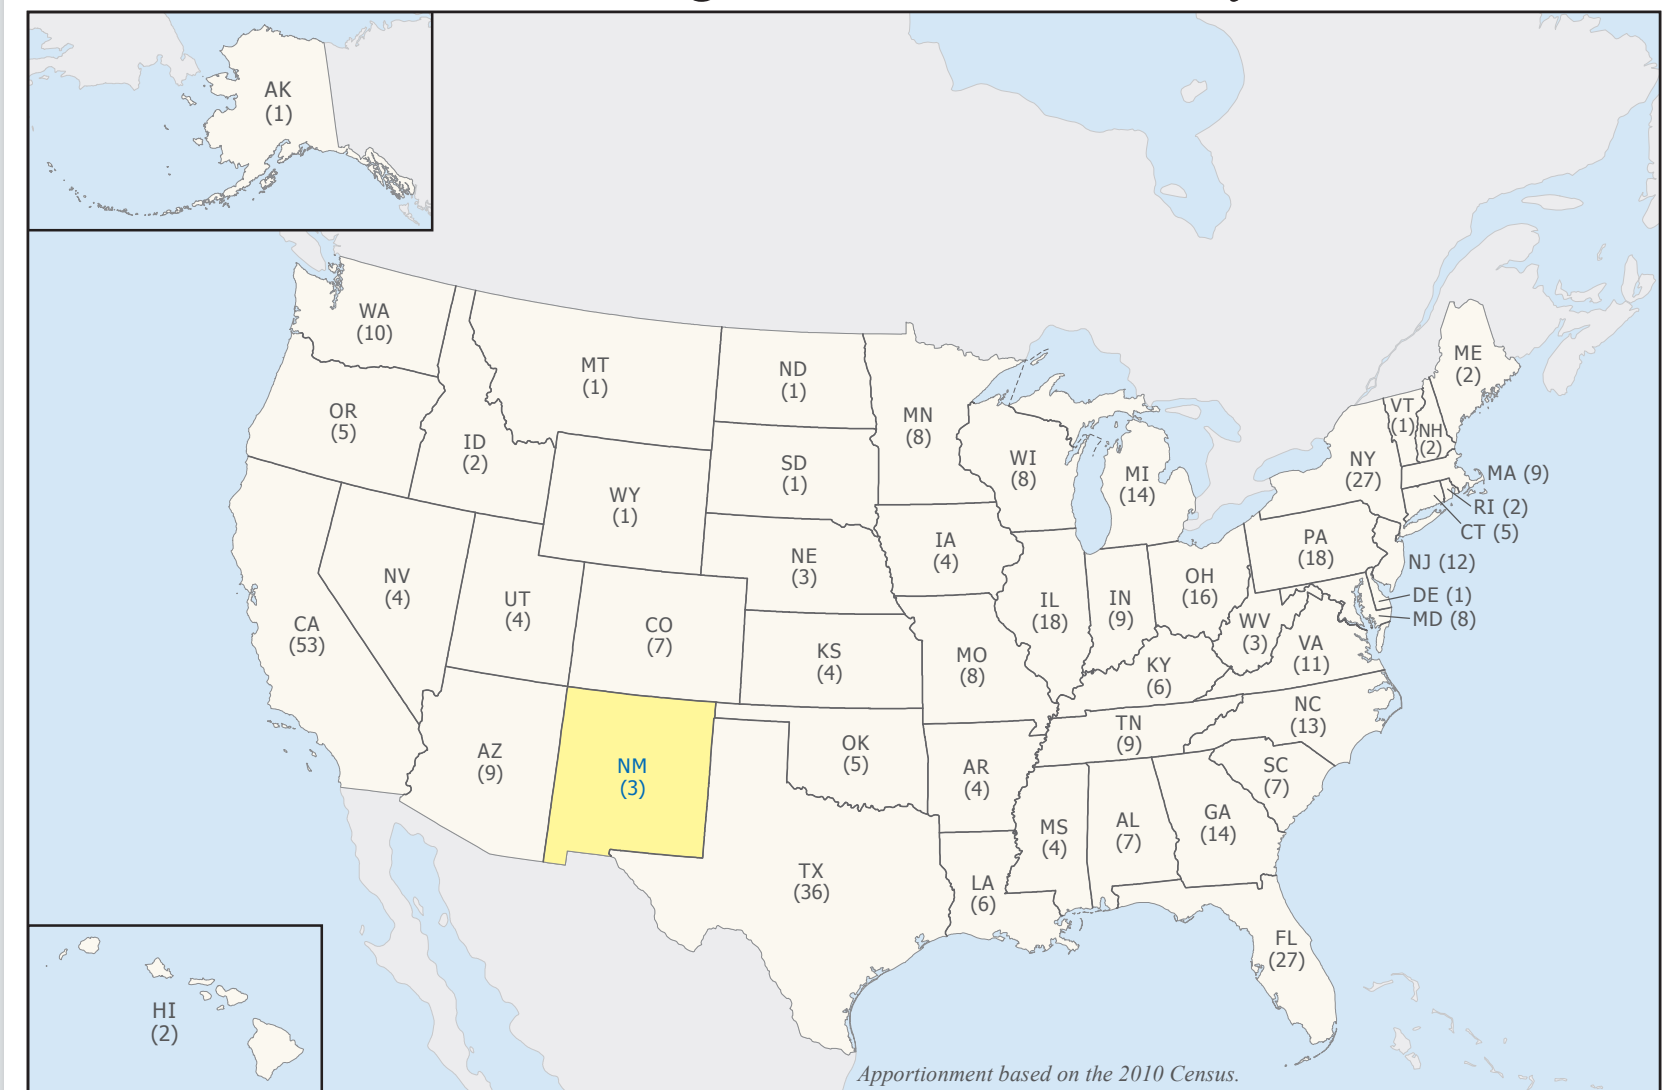 AK
(1)
WA
(10)
MT
(1)
ND
(1)
MN
(8)
ME
(2)
VT
(1)
NH
(2)
OR
(5)
ID
(2)
SD
(1)
WI
(8)
MI
(14)
NY
(27)
MA (9)
RI (2)
CT (5)
WY
(1)
NE
(3)
IA
(4)
PA
(18)
NJ (12)
DE (1)
MD (8)
NV
(4)
UT
(4)
CO
(7)
CA
(53)
KS
(4)
MO
(8)
IL
(18)
IN
(9)
OH
(16)
WV
(3)
VA
(11)
KY
(6)
NC
(13)
TN
(9)
AZ
(9)
NM
(3)
OK
(5)
AR
(4)
SC
(7)
MS
(4)
AL
(7)
GA
(14)
TX
(36)
LA
(6)
FL
(27)
HI
(2)
Apportionment based on the 2010 Census.